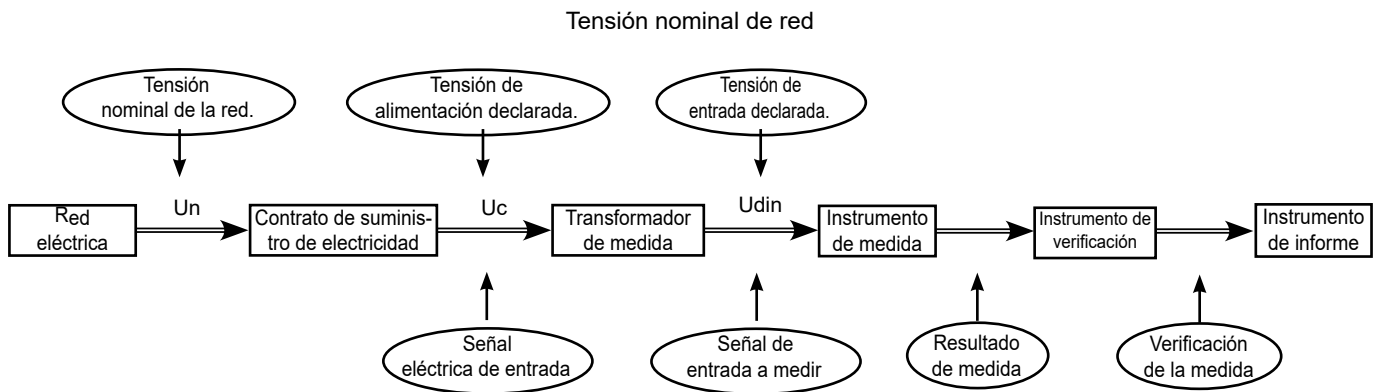 Tensión nominal de red
Tensión
nominal de la red.
Tensión de
alimentación declarada.
Tensión de
entrada declarada.
Un
Uc
Udin
Red
eléctrica
Contrato de suminis-
tro de electricidad
Transformador
de medida
Instrumento
de medida
Instrumento de
verificación
Instrumento
de informe
Señal
eléctrica de entrada
Señal de
entrada a medir
Resultado
de medida
Verificación
de la medida